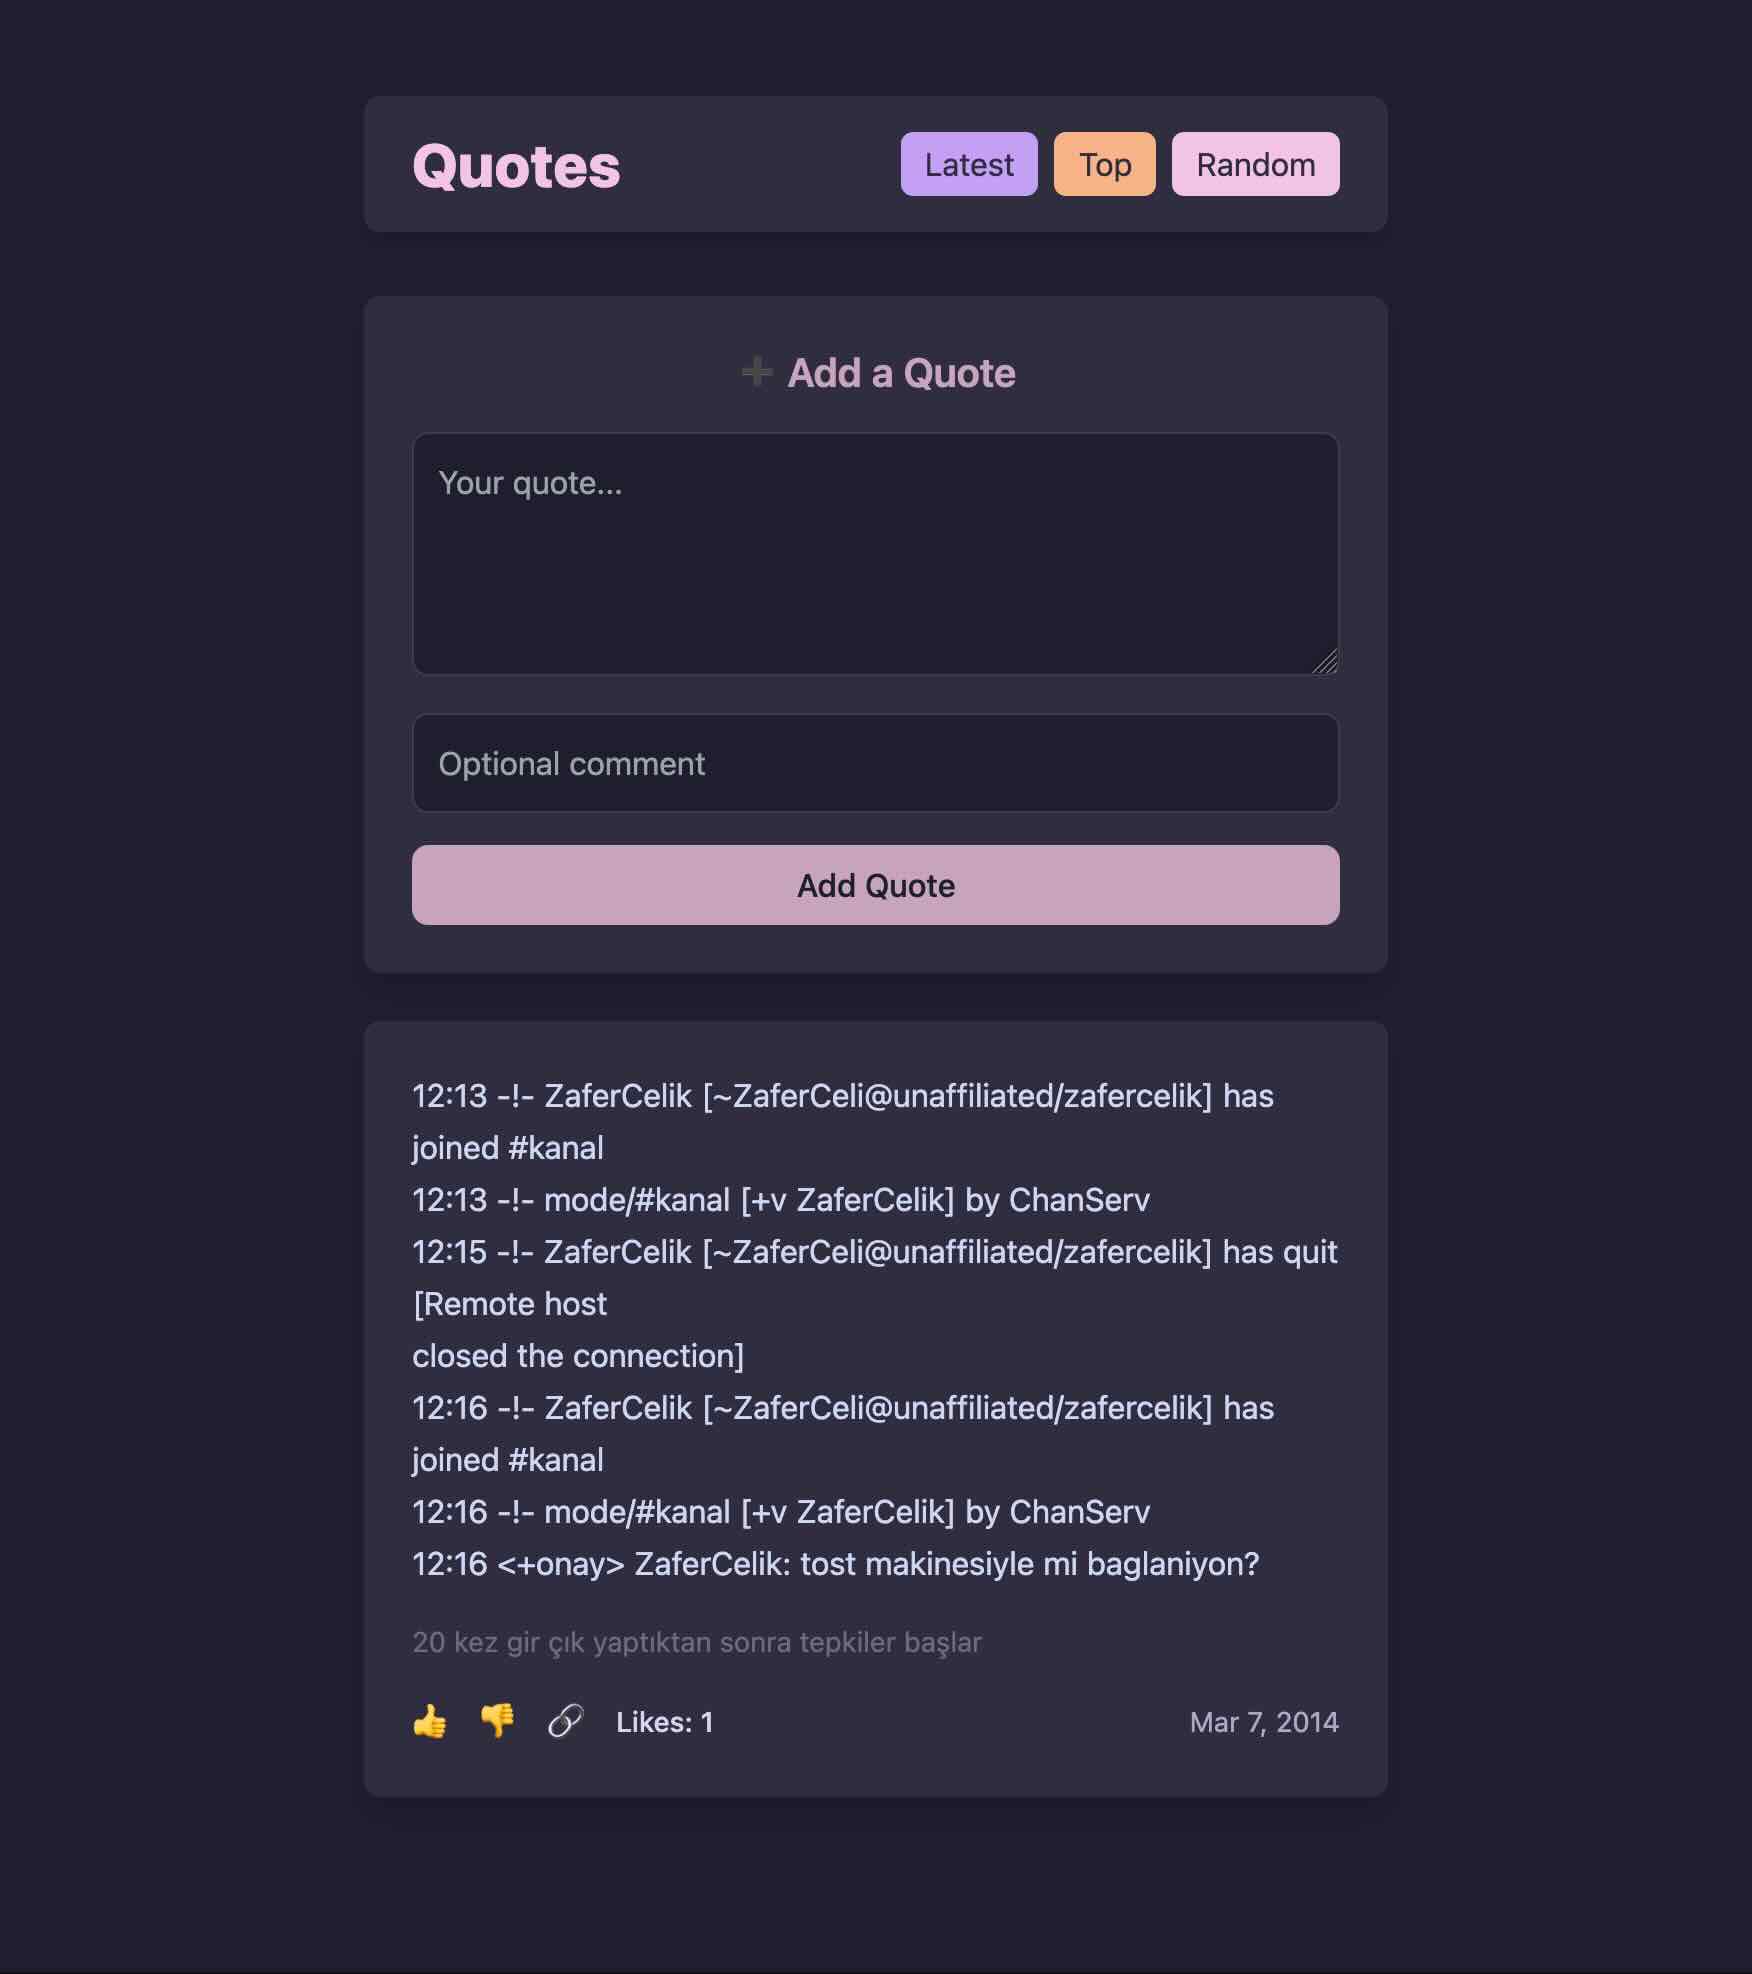 Quotes
Latest Top Random
➕ Add a Quote
Your quote...
Optional comment
Add Quote
12:13 -!- ZaferCelik [~ZaferCeli@unaffiliated/zafercelik] has
joined #kanal
12:13 -!- mode/#kanal [+v ZaferCelik] by ChanServ
12:15 -!- ZaferCelik [~ZaferCeli@unaffiliated/zafercelik] has quit
[Remote host
closed the connection]
12:16 -!- ZaferCelik [~ZaferCeli@unaffiliated/zafercelik] has
joined #kanal
12:16 -!- mode/#kanal [+v ZaferCelik] by ChanServ
12:16 <+onay> ZaferCelik: tost makinesiyle mi baglaniyon?
20 kez gir çık yaptıktan sonra tepkiler başlar
👍 👎 🔗 Likes: 1 Mar 7, 2014